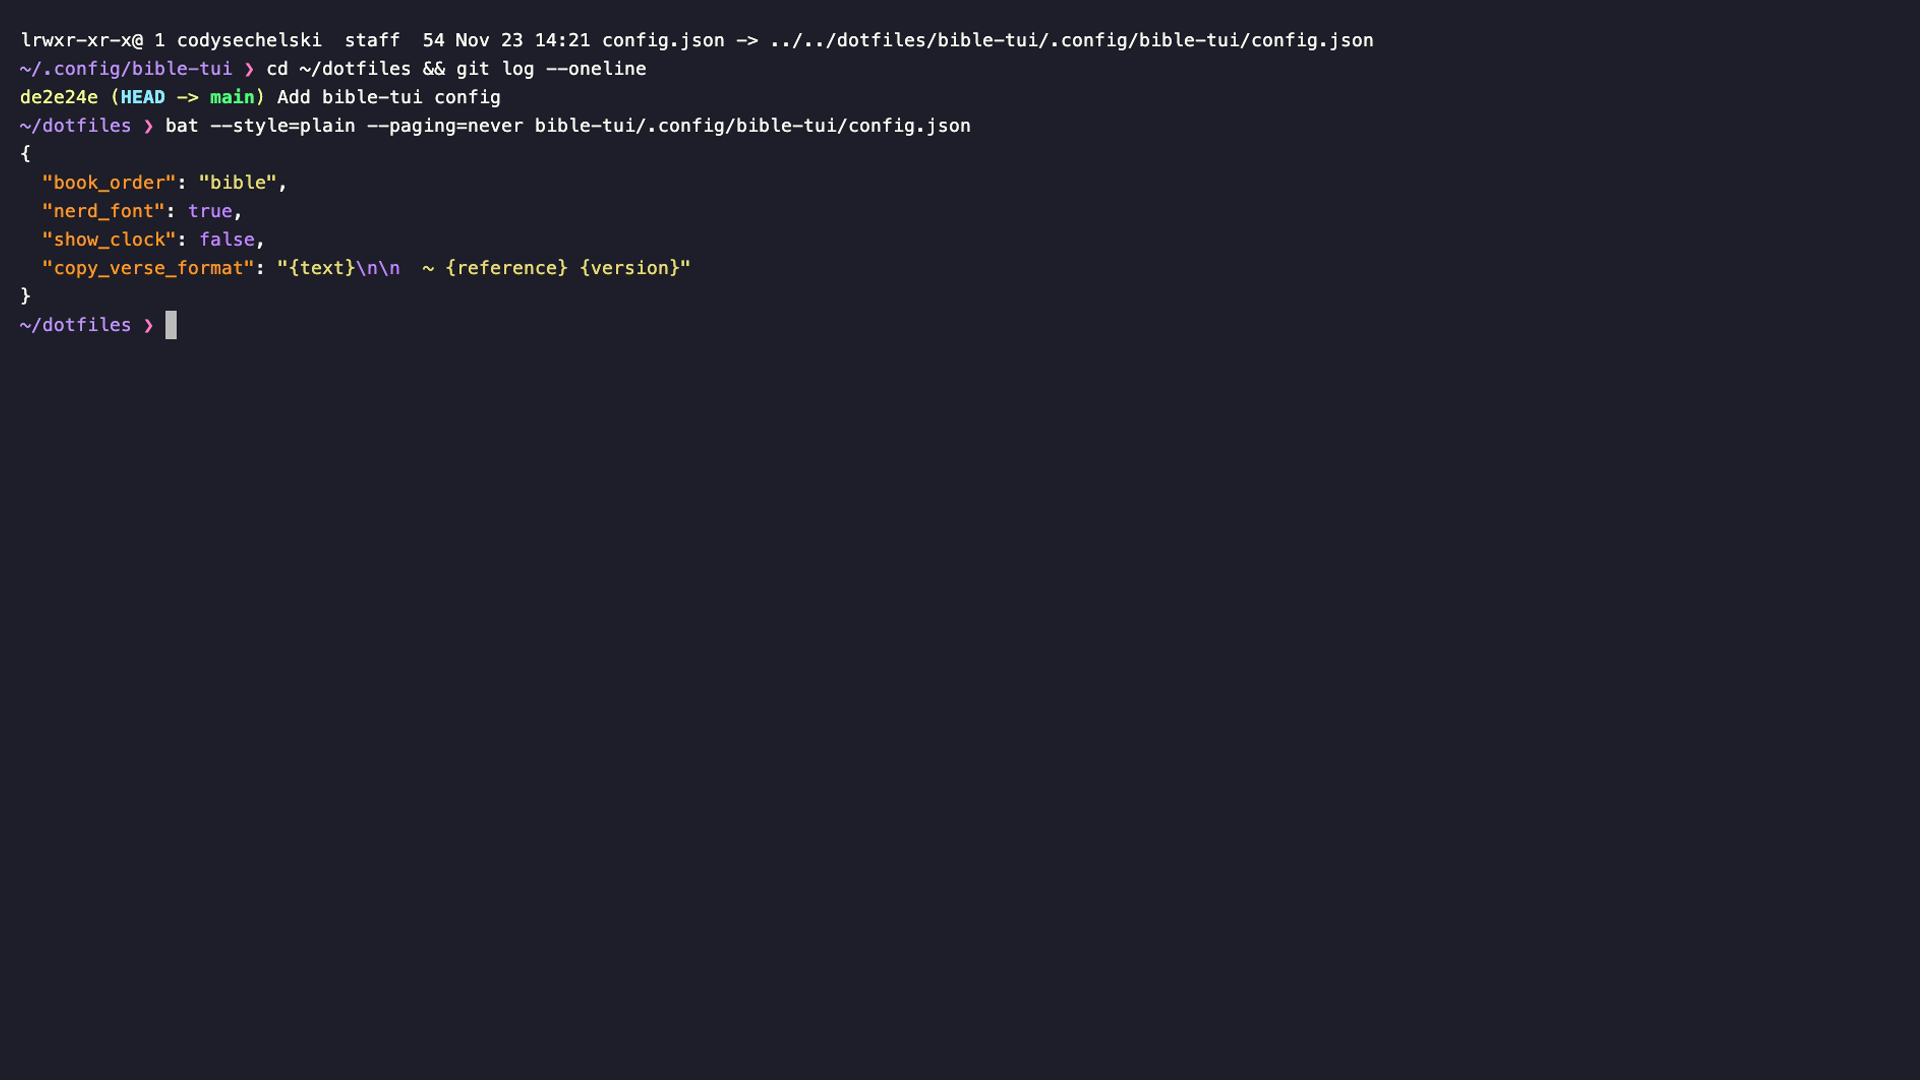 lrwxr-xr-x@ 1 codysechelski  staff  54 Nov 23 14:21 config.json -> ../../dotfiles/bible-tui/.config/bible-tui/config.json
~/.config/bible-tui ❯ cd ~/dotfiles && git log --oneline
de2e24e (HEAD -> main) Add bible-tui config
~/dotfiles ❯ bat --style=plain --paging=never bible-tui/.config/bible-tui/config.json
{
  "book_order": "bible",
  "nerd_font": true,
  "show_clock": false,
  "copy_verse_format": "{text}\n\n  ~ {reference} {version}"
}
~/dotfiles ❯